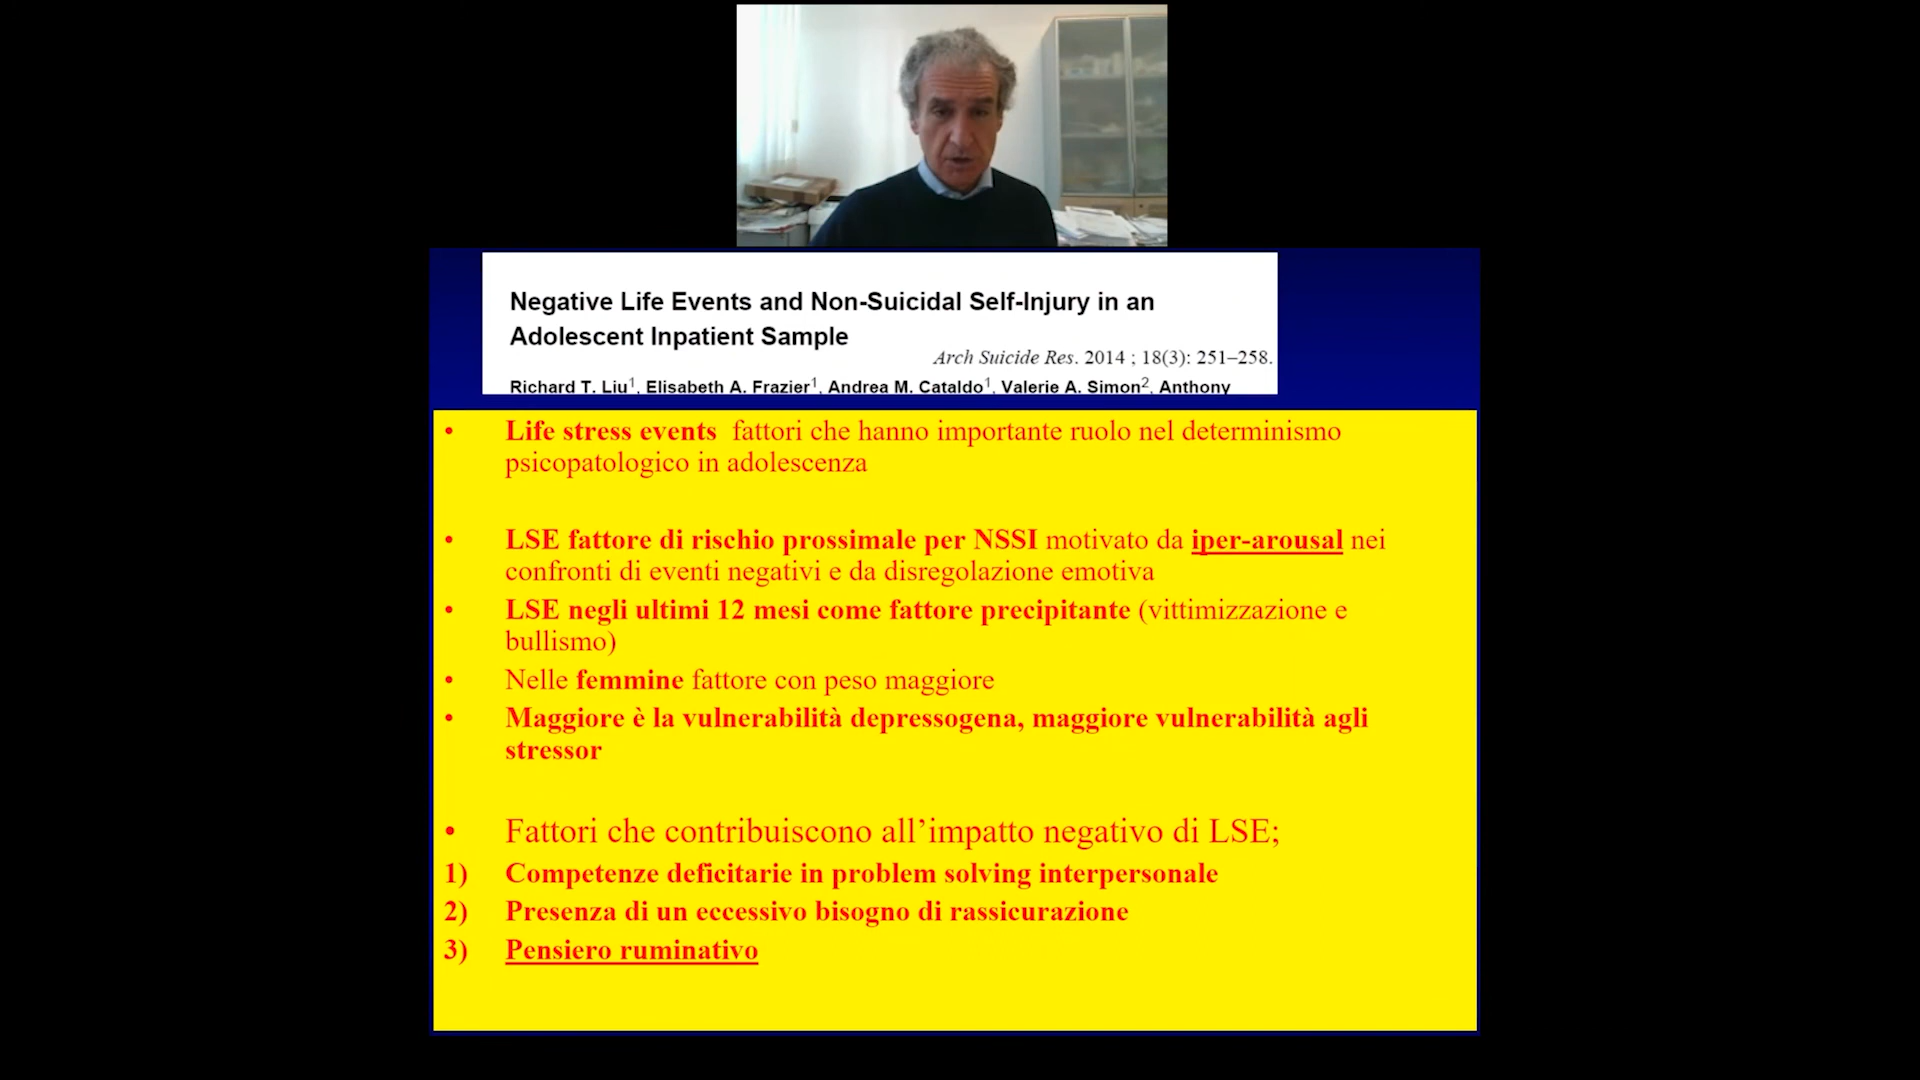 Negative Life Events and Non-Suicidal Self-Injury in an
Adolescent Inpatient Sample
Arch Suicide Res. 2014 ; 18(3): 251–258.
Richard T. Liu1, Elisabeth A. Frazier1, Andrea M. Cataldo1, Valerie A. Simon2, Anthony
• Life stress events fattori che hanno importante ruolo nel determinismo
psicopatologico in adolescenza
• LSE fattore di rischio prossimale per NSSI motivato da iper-arousal nei
confronti di eventi negativi e da disregolazione emotiva
• LSE negli ultimi 12 mesi come fattore precipitante (vittimizzazione e
bullismo)
• Nelle femmine fattore con peso maggiore
• Maggiore è la vulnerabilità depressogena, maggiore vulnerabilità agli
stressor
• Fattori che contribuiscono all’impatto negativo di LSE;
1) Competenze deficitarie in problem solving interpersonale
2) Presenza di un eccessivo bisogno di rassicurazione
3) Pensiero ruminativo